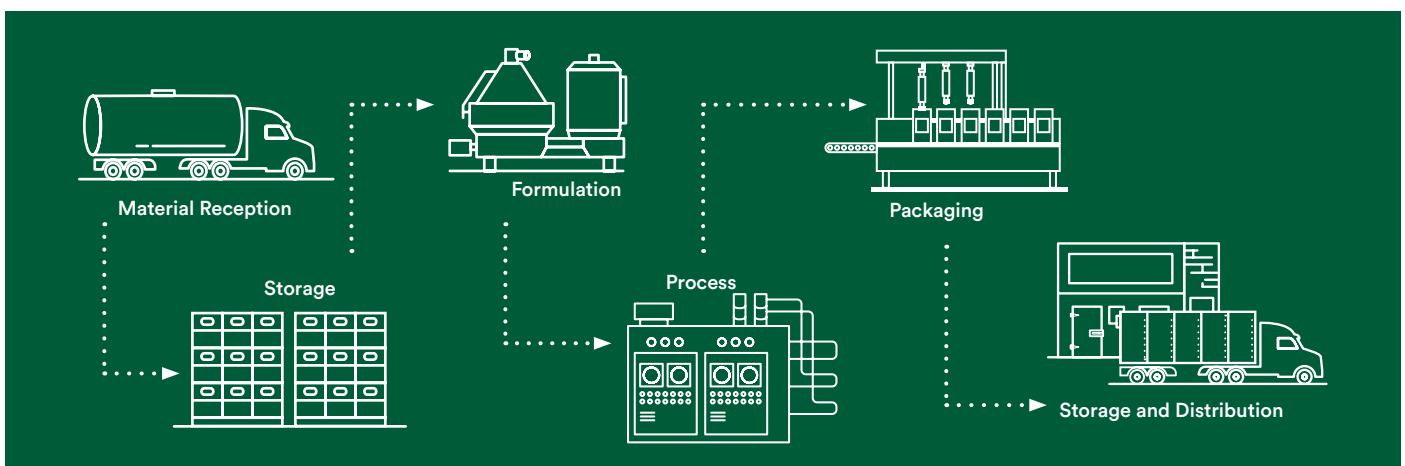 Material Reception
Storage
Formulation
Process
Packaging
Storage and Distribution